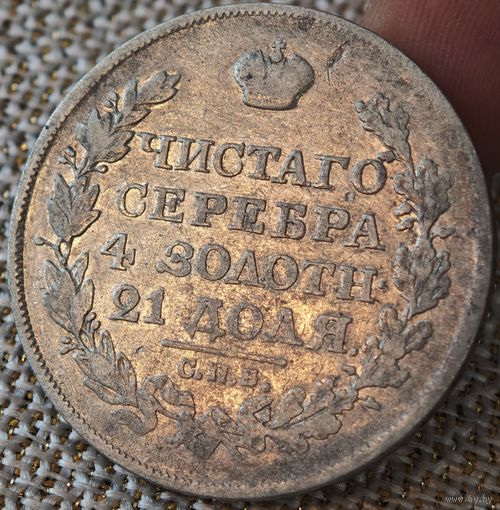 ЧИСТАГО
СЕРЕБРА
4 ЗОЛОТН.
21 ДОЛЯ.
С.П.Б.
www.ay.by